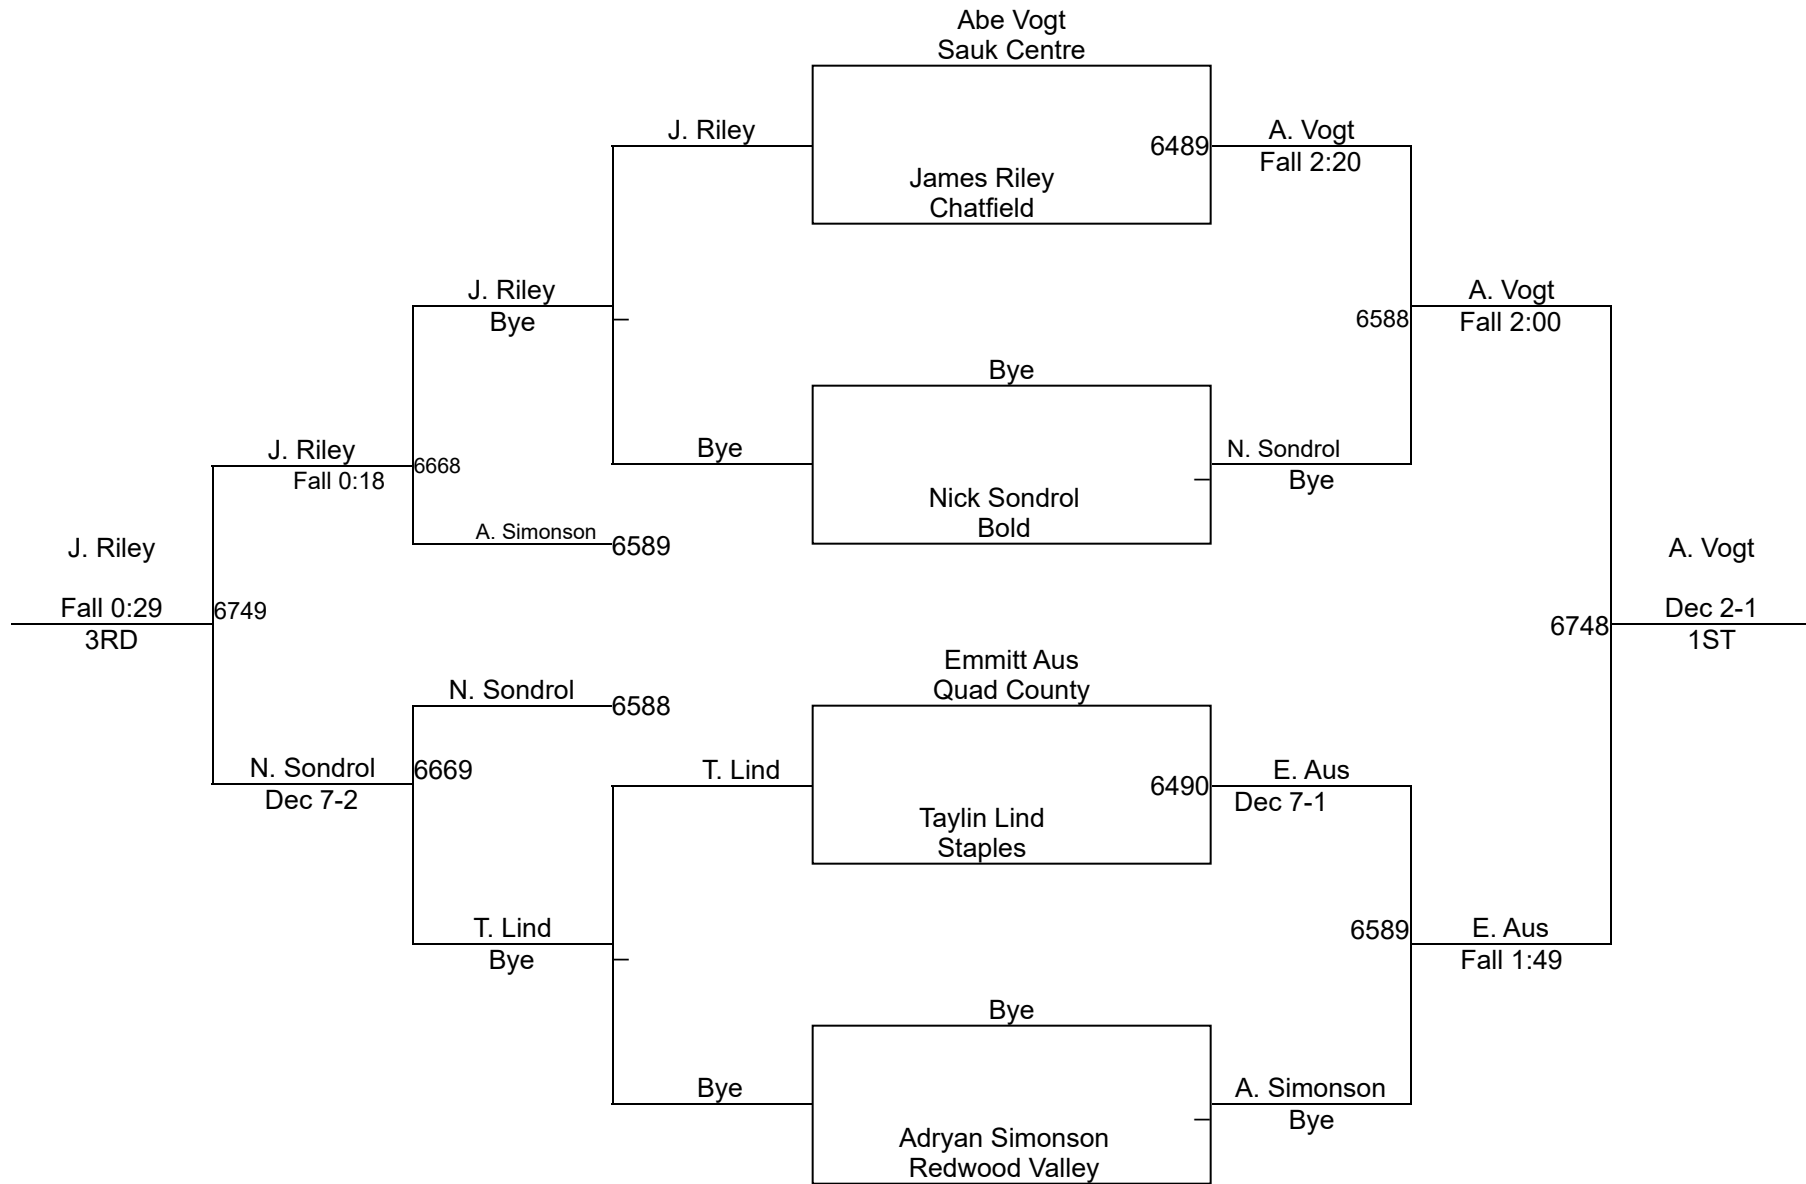 Abe Vogt
Sauk Centre
J. Riley
6489
A. Vogt
Fall 2:20
James Riley
Chatfield
J. Riley
Bye
6588
A. Vogt
Fall 2:00
Bye
J. Riley
Fall 0:18
6668
Bye
N. Sondrol
Bye
Nick Sondrol
Bold
A. Simonson
6589
J. Riley
Fall 0:29
3RD
6749
A. Vogt
Dec 2-1
1ST
6748
Emmitt Aus
Quad County
N. Sondrol
6588
N. Sondrol
Dec 7-2
6669
T. Lind
6490
E. Aus
Dec 7-1
Taylin Lind
Staples
T. Lind
Bye
6589
E. Aus
Fall 1:49
Bye
Bye
A. Simonson
Bye
Adryan Simonson
Redwood Valley